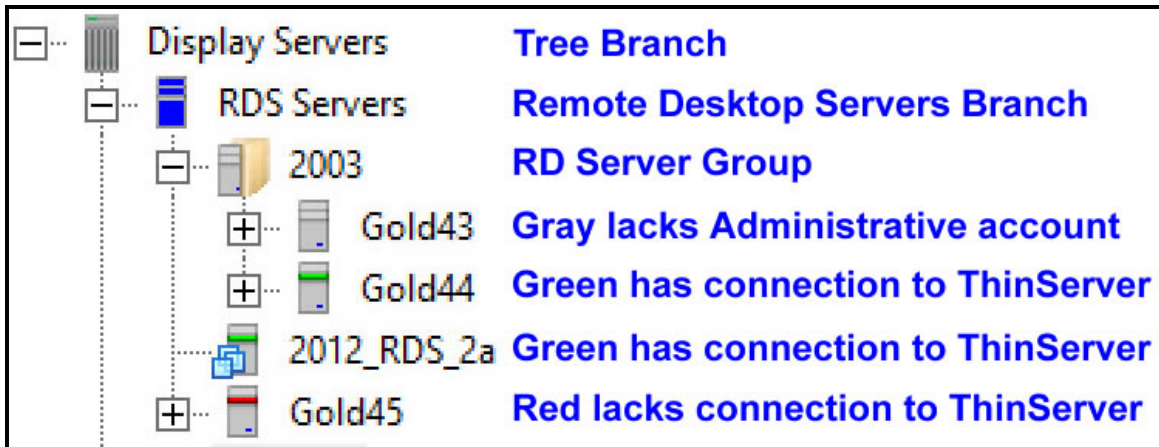 Display Servers Tree Branch
RDS Servers Remote Desktop Servers Branch
2003 RD Server Group
Gold43 Gray lacks Administrative account
Gold44 Green has connection to ThinServer
2012_RDS_2a Green has connection to ThinServer
Gold45 Red lacks connection to ThinServer